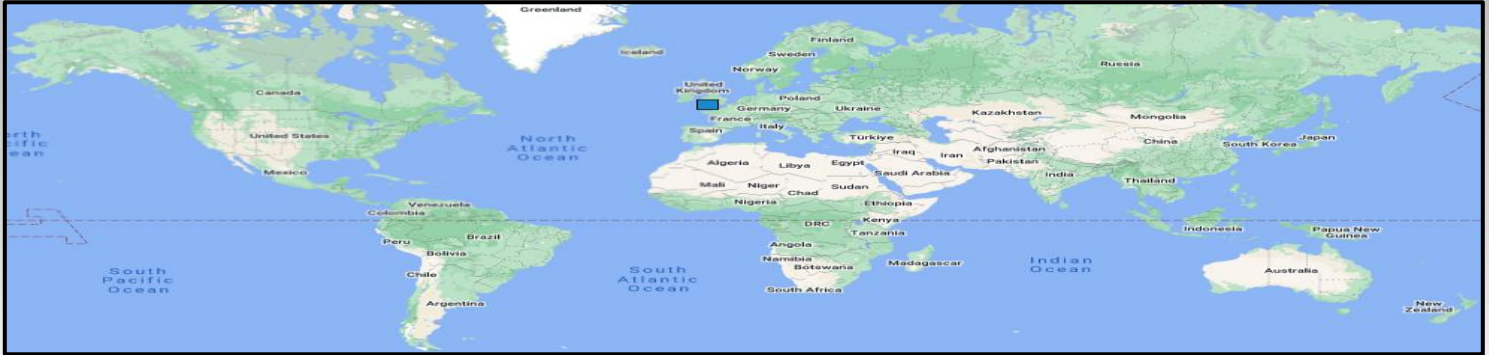 Greenland
Iceland
Finland
Sweden
Norway
Russia
United
Kingdom
Canada
Poland
Germany
Ukraine
Kazakhstan
Mongolia
France
Italy
Spain
United States
North
Atlantic
Ocean
Türkiye
China
Japan
South Korea
orth
cific
ean
Iraq
Iran
Afghanistan
Pakistan
Algeria
Libya
Egypt
Saudi Arabia
India
Thailand
Mexico
Mali
Niger
Chad
Sudan
Nigeria
Ethiopia
Venezuela
Colombia
DRC
Kenya
Tanzania
Indonesia
Papua New
Guinea
Peru
Brazil
Bolivia
Angola
Namibia
Botswana
Madagascar
Indian
Ocean
South
Pacific
Ocean
Chile
South
Atlantic
Ocean
Australia
South Africa
Argentina
New
Zealand